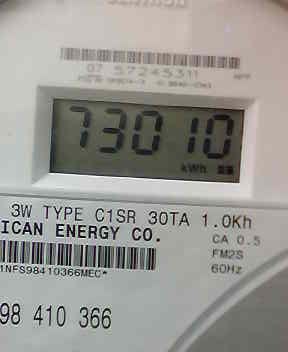 07 57245311
73010
kWh
3W TYPE C1SR 30TA 1.0Kh
ICAN ENERGY CO.
CA 0.5
FM2S
60Hz
1NFS98410366MEC*
98 410 366